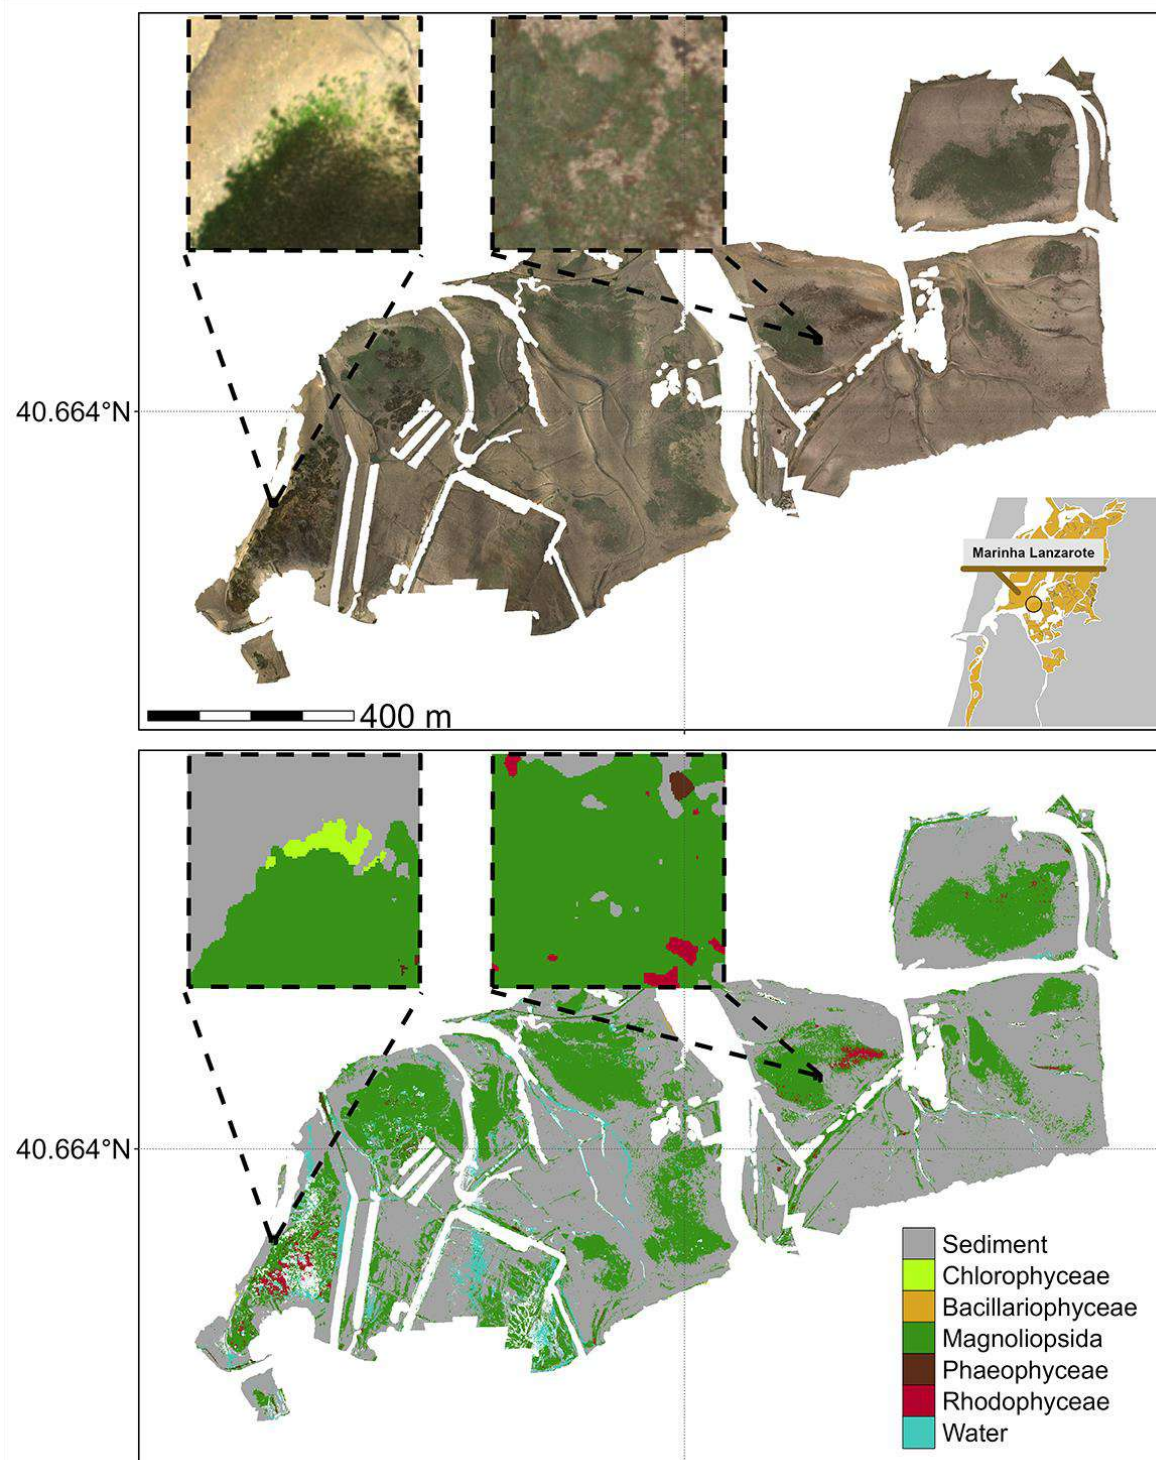 40.664°N
Marinha Lanzarote
400 m
40.664°N
Sediment
Chlorophyceae
Bacillariophyceae
Magnoliopsida
Phaeophyceae
Rhodophyceae
Water